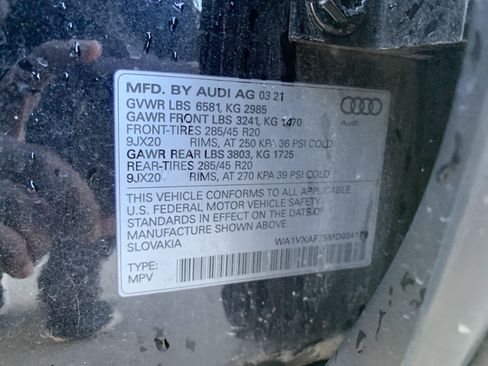 MFD. BY AUDI AG 03 21
GVWR LBS 6581, KG 2985
GAWR FRONT LBS 3241, KG 1470
FRONT-TIRES 285/45 R20
9JX20 RIMS, AT 250 KPA 36 PSI COLD
GAWR REAR LBS 3803, KG 1725
REAR-TIRES 285/45 R20
9JX20 RIMS, AT 270 KPA 39 PSI COLD
Audi
THIS VEHICLE CONFORMS TO ALL APPLICABLE
U.S. FEDERAL MOTOR VEHICLE SAFETY
STANDARDS IN EFFECT ON THE DATE OF
MANUFACTURE SHOWN ABOVE.
SLOVAKIA
TYPE:
MPV